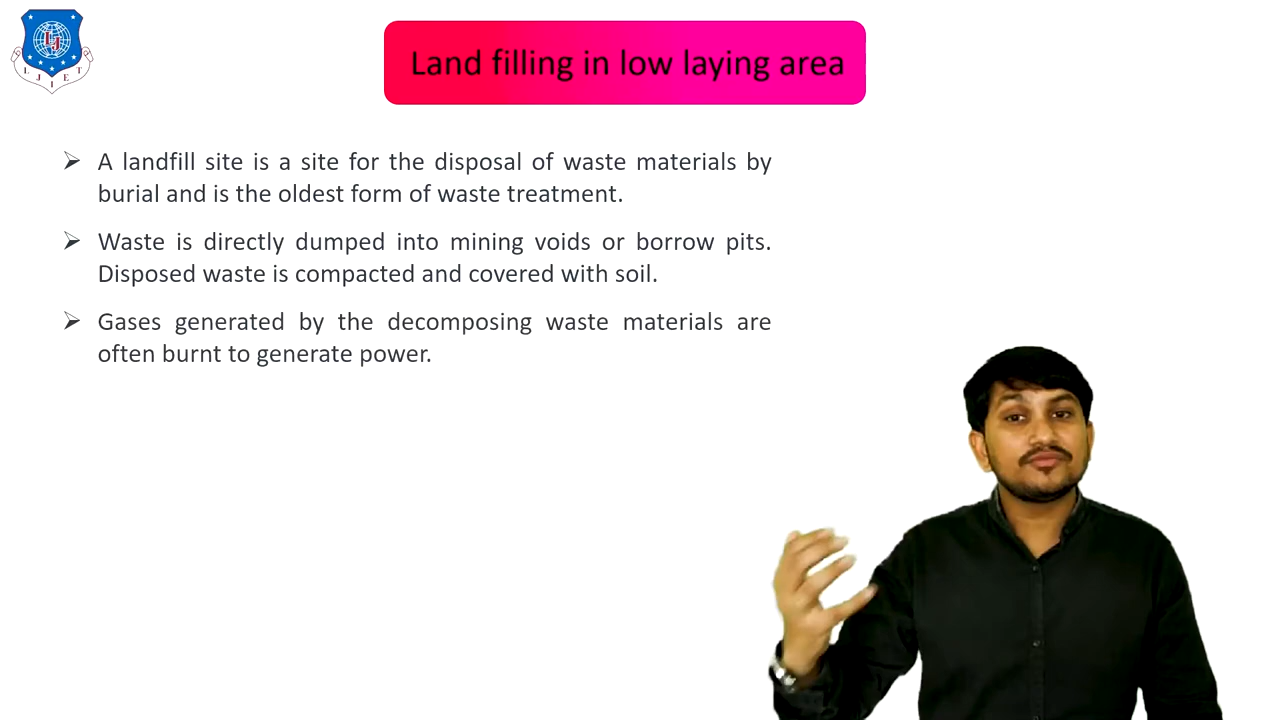 LJIET
Land filling in low laying area
A landfill site is a site for the disposal of waste materials by
burial and is the oldest form of waste treatment.
Waste is directly dumped into mining voids or borrow pits.
Disposed waste is compacted and covered with soil.
Gases generated by the decomposing waste materials are
often burnt to generate power.